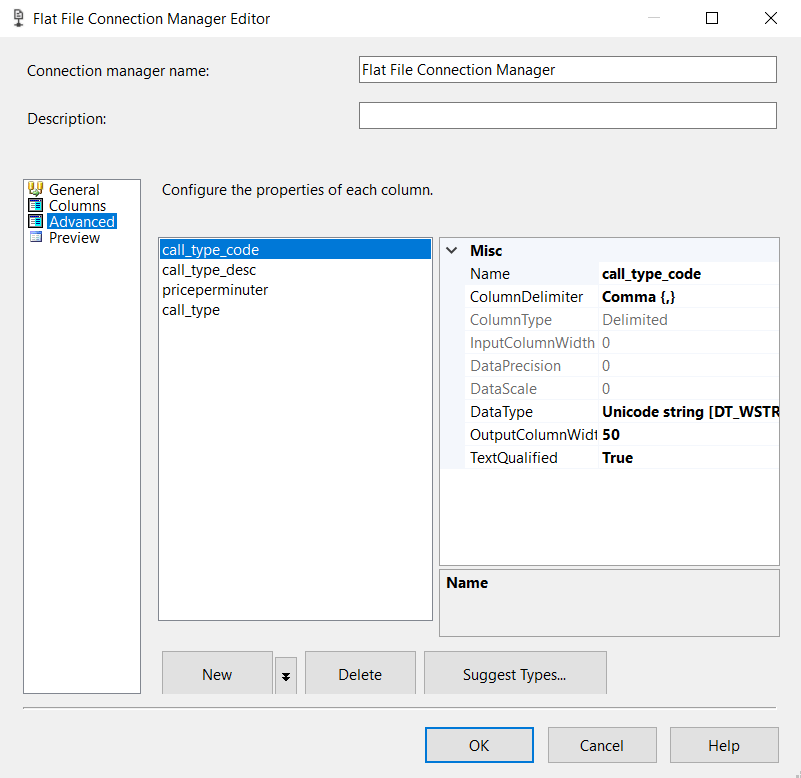 Flat File Connection Manager Editor
Connection manager name:
Flat File Connection Manager
Description:
General
Columns
Advanced
Preview
Configure the properties of each column.
call_type_code
call_type_desc
priceperminuter
call_type
Misc
Name call_type_code
ColumnDelimiter Comma {,}
ColumnType Delimited
InputColumnWidth 0
DataPrecision 0
DataScale 0
DataType Unicode string [DT_WSTR
OutputColumnWidt 50
TextQualified True
Name
New
Delete
Suggest Types...
OK
Cancel
Help